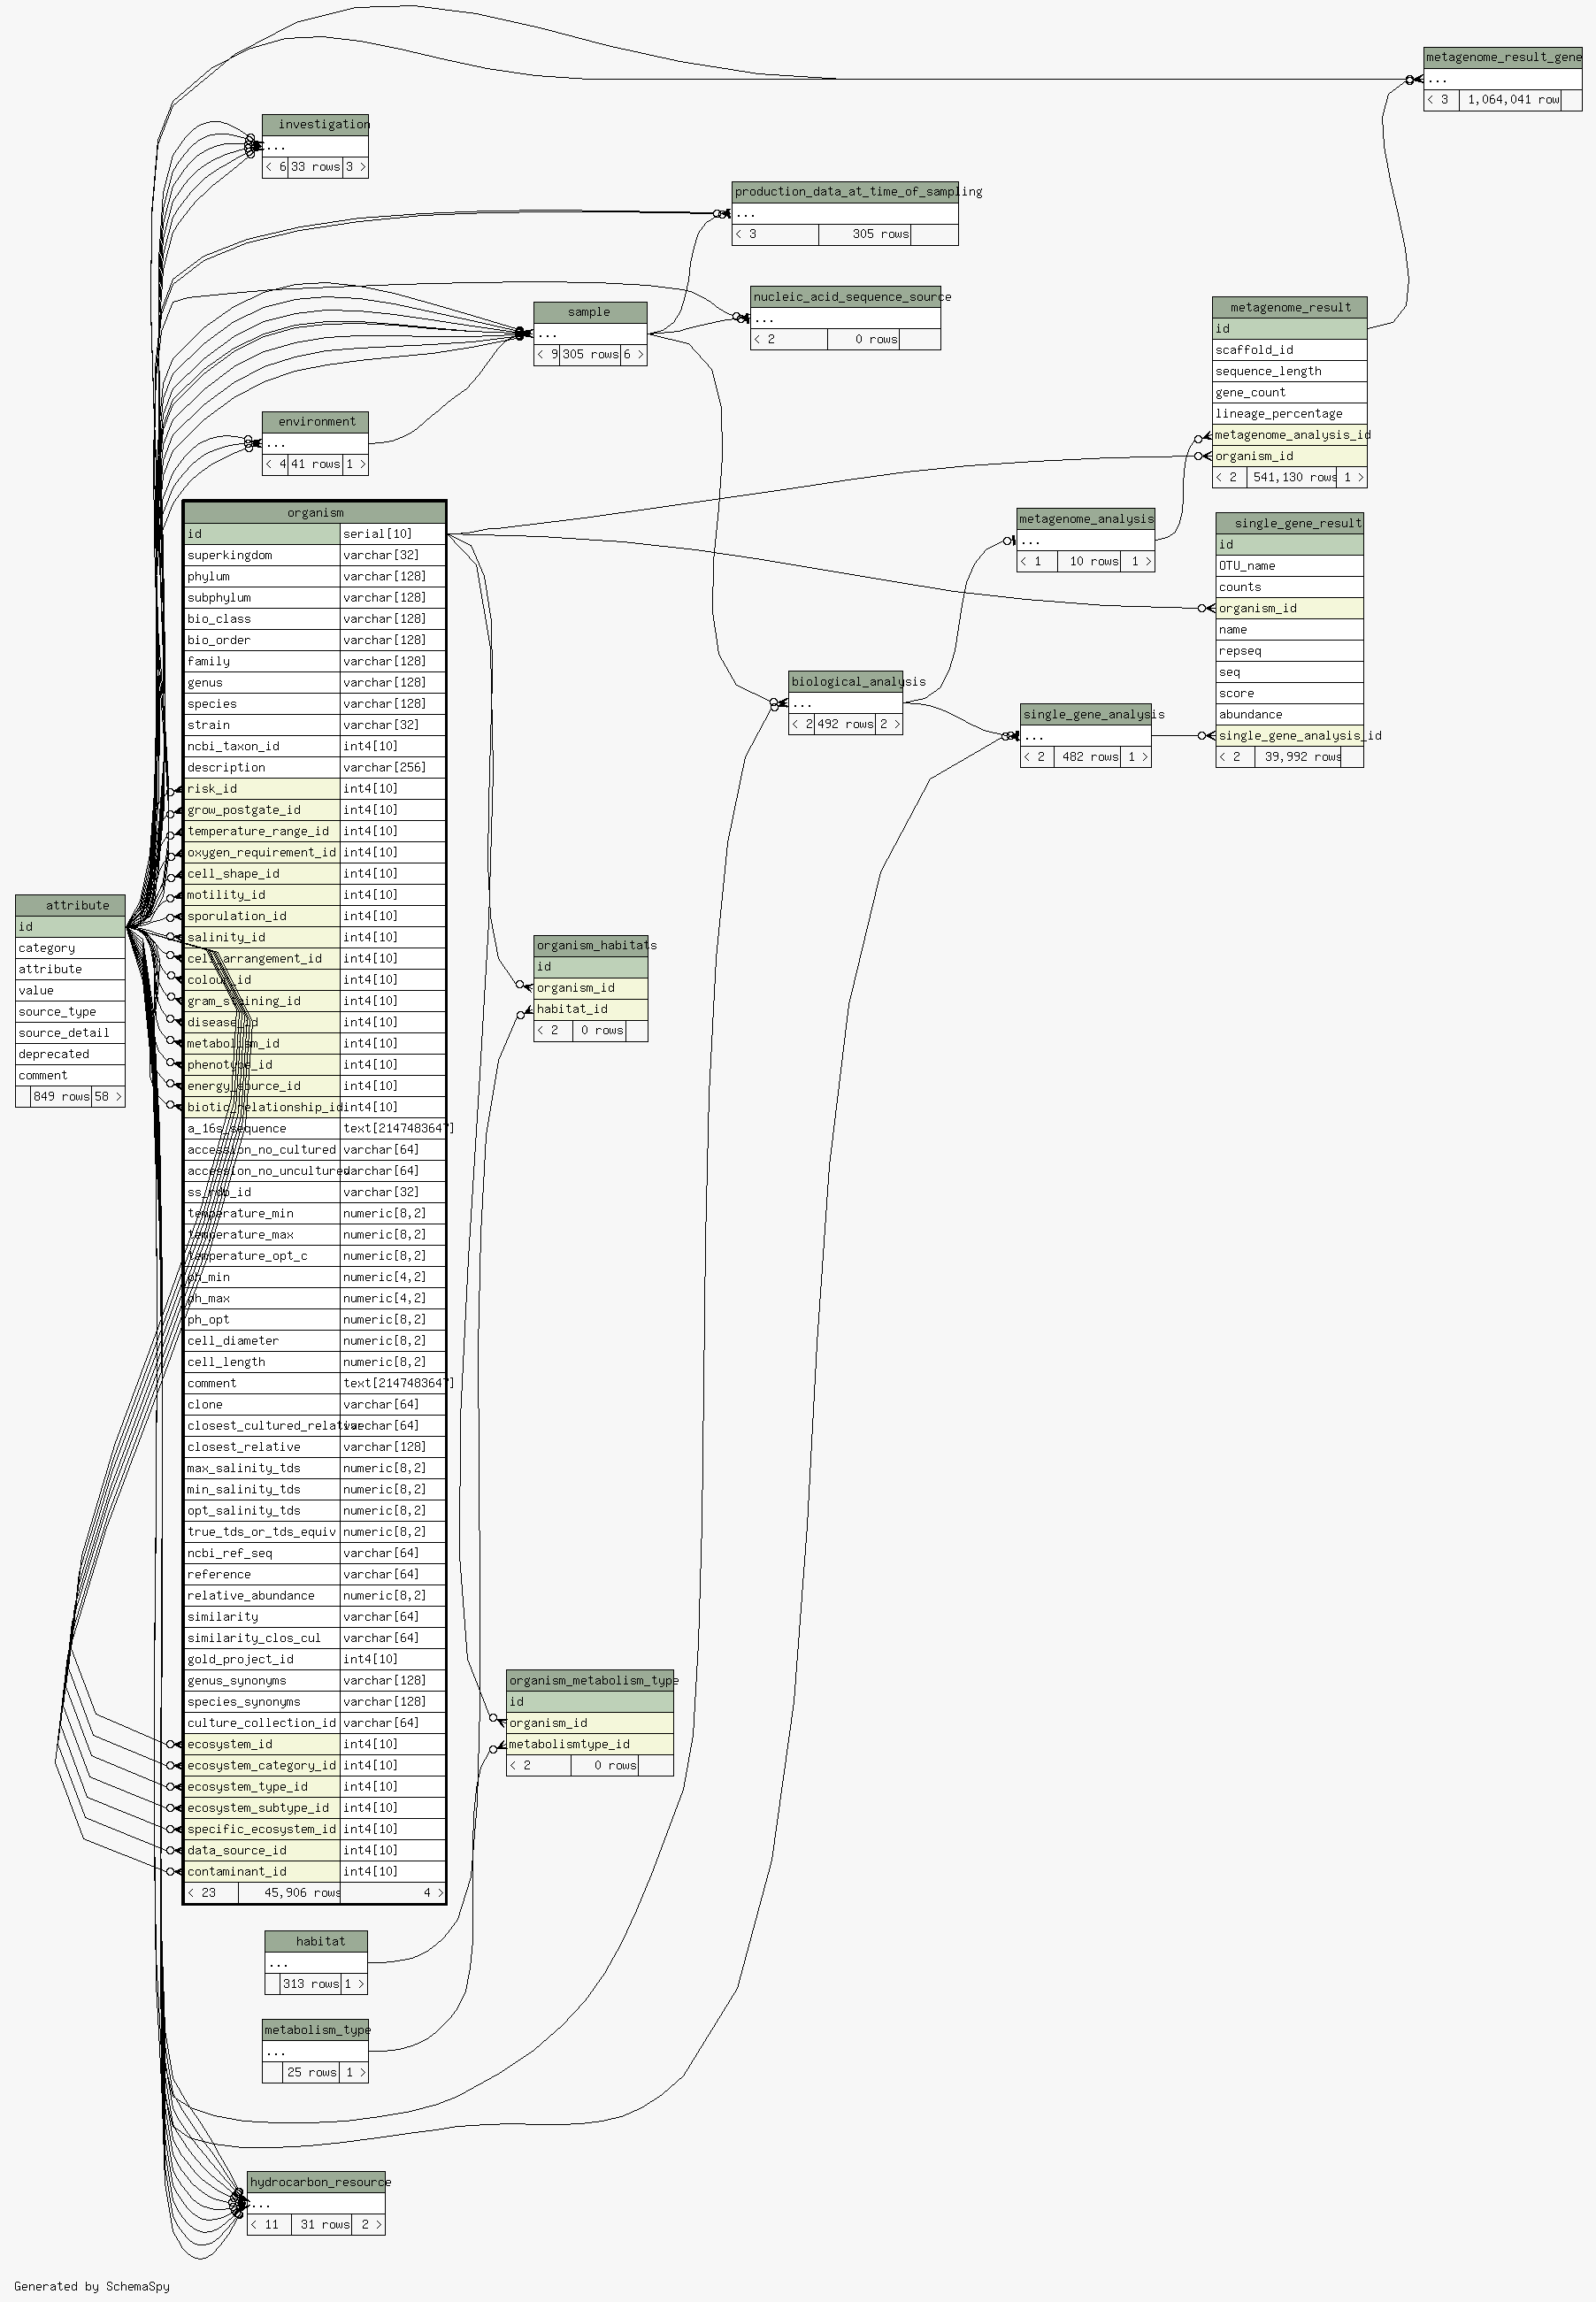 metagenome_result_gene
...
< 3 1,064,041 row
investigation
...
< 6 33 rows 3 >
production_data_at_time_of_sampling
...
< 3 305 rows
nucleic_acid_sequence_source
...
< 2 0 rows
sample
...
< 9 305 rows 6 >
metagenome_result
id
scaffold_id
sequence_length
gene_count
lineage_percentage
metagenome_analysis_id
organism_id
< 2 541,130 rows 1 >
environment
...
< 4 41 rows 1 >
metagenome_analysis
...
< 1 10 rows 1 >
single_gene_result
id
OTU_name
counts
organism_id
name
repseq
seq
score
abundance
single_gene_analysis_id
< 2 39,992 rows
biological_analysis
...
< 2 492 rows 2 >
single_gene_analysis
...
< 2 482 rows 1 >
organism
id serial[10]
superkingdom varchar[32]
phylum varchar[128]
subphylum varchar[128]
bio_class varchar[128]
bio_order varchar[128]
family varchar[128]
genus varchar[128]
species varchar[128]
strain varchar[32]
ncbi_taxon_id int4[10]
description varchar[256]
risk_id int4[10]
grow_postgate_id int4[10]
temperature_range_id int4[10]
oxygen_requirement_id int4[10]
cell_shape_id int4[10]
motility_id int4[10]
sporulation_id int4[10]
salinity_id int4[10]
cell_arrangement_id int4[10]
colour_id int4[10]
gram_staining_id int4[10]
disease_id int4[10]
metabolism_id int4[10]
phenotype_id int4[10]
energy_source_id int4[10]
biotic_relationship_id int4[10]
a_16s_sequence text[2147483647]
accession_no_cultured varchar[64]
accession_no_uncultured varchar[64]
ss_rdb_id varchar[32]
temperature_min numeric[8,2]
temperature_max numeric[8,2]
temperature_opt_c numeric[8,2]
ph_min numeric[4,2]
ph_max numeric[4,2]
ph_opt numeric[8,2]
cell_diameter numeric[8,2]
cell_length numeric[8,2]
comment text[2147483647]
clone varchar[64]
closest_cultured_relative varchar[64]
closest_relative varchar[128]
max_salinity_tds numeric[8,2]
min_salinity_tds numeric[8,2]
opt_salinity_tds numeric[8,2]
true_tds_or_tds_equiv numeric[8,2]
ncbi_ref_seq varchar[64]
reference varchar[64]
relative_abundance numeric[8,2]
similarity varchar[64]
similarity_clos_cul varchar[64]
gold_project_id int4[10]
genus_synonyms varchar[128]
species_synonyms varchar[128]
culture_collection_id varchar[64]
ecosystem_id int4[10]
ecosystem_category_id int4[10]
ecosystem_type_id int4[10]
ecosystem_subtype_id int4[10]
specific_ecosystem_id int4[10]
data_source_id int4[10]
contaminant_id int4[10]
< 23 45,906 rows 4 >
attribute
id
category
attribute
value
source_type
source_detail
deprecated
comment
849 rows 58 >
organism_habitats
id
organism_id
habitat_id
< 2 0 rows
organism_metabolism_type
id
organism_id
metabolismtype_id
< 2 0 rows
habitat
...
313 rows 1 >
metabolism_type
...
25 rows 1 >
hydrocarbon_resource
...
< 11 31 rows 2 >
Generated by SchemaSpy